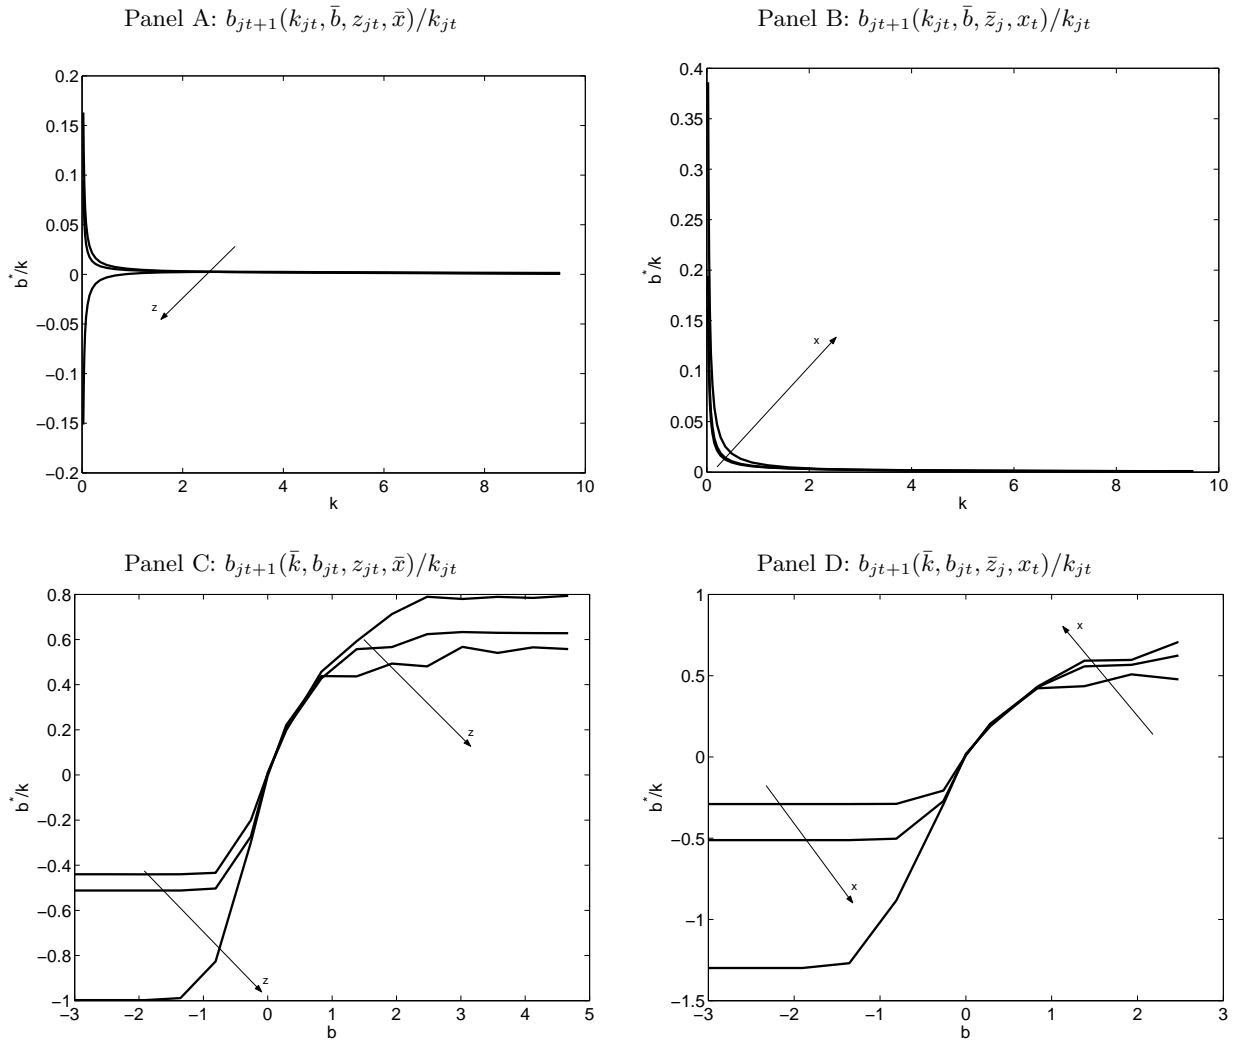 Panel A: $b_{jt+1}(k_{jt}, \bar{b}, z_{jt}, \bar{x})/k_{jt}$
Panel B: $b_{jt+1}(k_{jt}, \bar{b}, \bar{z}_j, x_t)/k_{jt}$
0.2
0.15
0.1
0.05
0
−0.05
−0.1
−0.15
−0.2
b*/k
z
0 2 4 6 8 10
k
0.4
0.35
0.3
0.25
0.2
0.15
0.1
0.05
0
b*/k
x
0 2 4 6 8 10
k
Panel C: $b_{jt+1}(\bar{k}, b_{jt}, z_{jt}, \bar{x})/k_{jt}$
Panel D: $b_{jt+1}(\bar{k}, b_{jt}, \bar{z}_j, x_t)/k_{jt}$
0.8
0.6
0.4
0.2
0
−0.2
−0.4
−0.6
−0.8
−1
b*/k
z
z
−3 −2 −1 0 1 2 3 4 5
b
1
0.5
0
−0.5
−1
−1.5
b*/k
x
x
−3 −2 −1 0 1 2 3
b